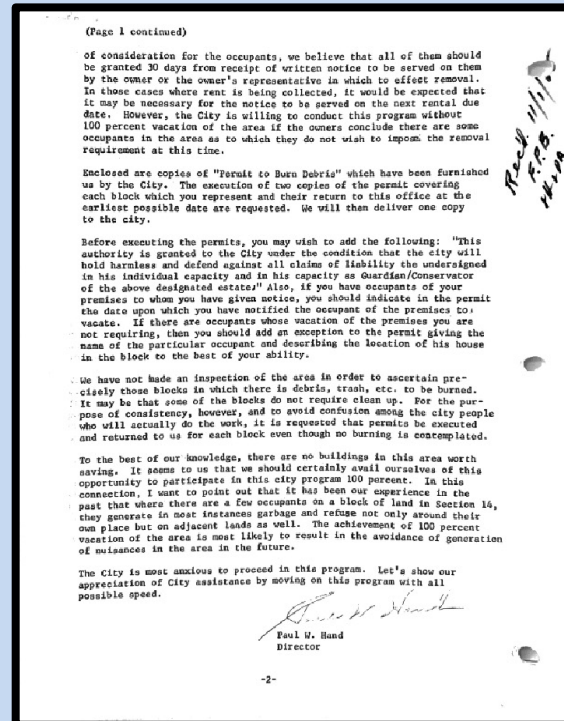 (Page 1 continued)
of consideration for the occupants, we believe that all of them should
be granted 30 days from receipt of written notice to be served on them
by the owner or the owner's representative in which to effect removal.
In those cases where rent is being collected, it would be expected that
it may be necessary for the notice to be served on the next rental due
date. However, the City is willing to conduct this program without
100 percent vacation of the area if the owners conclude there are some
occupants in the area as to which they do not wish to impose the removal
requirement at this time.
Enclosed are copies of "Permit to Burn Debris" which have been furnished
us by the City. The execution of two copies of the permit covering
each block which you represent and their return to this office at the
earliest possible date are requested. We will then deliver one copy
to the city.
Before executing the permits, you may wish to add the following: "This
authority is granted to the City under the condition that the city will
hold harmless and defend against all claims of liability the undersigned
in his individual capacity and in his capacity as Guardian/Conservator
of the above designated estate;" Also, if you have occupants of your
premises to whom you have given notice, you should indicate in the permit
the date upon which you have notified the occupant of the premises to
vacate. If there are occupants whose vacation of the premises you are
not requiring, then you should add an exception to the permit giving the
name of the particular occupant and describing the location of his house
in the block to the best of your ability.
We have not made an inspection of the area in order to ascertain pre-
cisely those blocks in which there is debris, trash, etc. to be burned.
It may be that some of the blocks do not require clean up. For the pur-
pose of consistency, however, and to avoid confusion among the city people
who will actually do the work, it is requested that permits be executed
and returned to us for each block even though no burning is contemplated.
To the best of our knowledge, there are no buildings in this area worth
saving. It seems to us that we should certainly avail ourselves of this
opportunity to participate in this city program 100 percent. In this
connection, I want to point out that it has been our experience in the
past that where there are a few occupants on a block of land in Section 14,
they generate in most instances garbage and refuse not only around their
own place but on adjacent lands as well. The achievement of 100 percent
vacation of the area is most likely to result in the avoidance of generation
of nuisances in the area in the future.
The City is most anxious to proceed in this program. Let's show our
appreciation of City assistance by moving on this program with all
possible speed.
Paul W. Hand
Paul W. Hand
Director
-2-
Recd.